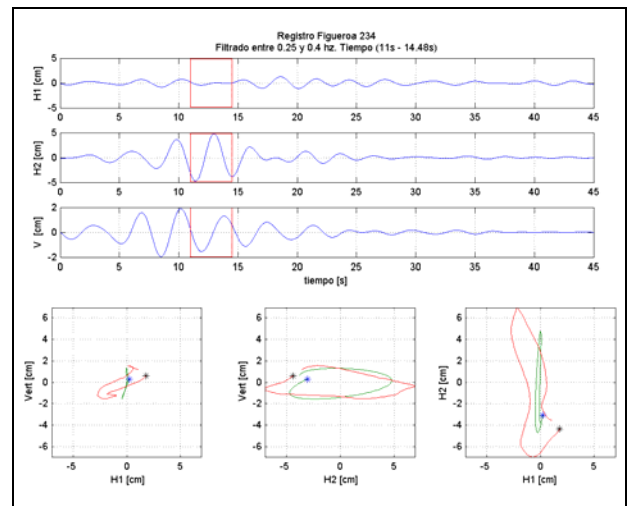 Registro Figueroa 234
Filtrado entre 0.25 y 0.4 hz. Tiempo (11s - 14.48s)
H1 [cm]
5
0
-5
0 5 10 15 20 25 30 35 40 45
H2 [cm]
5
0
-5
0 5 10 15 20 25 30 35 40 45
V [cm]
2
0
-2
0 5 10 15 20 25 30 35 40 45
tiempo [s]
Vert [cm]
6
4
2
0
-2
-4
-6
-5 0 5
H1 [cm]
Vert [cm]
6
4
2
0
-2
-4
-6
-5 0 5
H2 [cm]
H2 [cm]
6
4
2
0
-2
-4
-6
-5 0 5
H1 [cm]